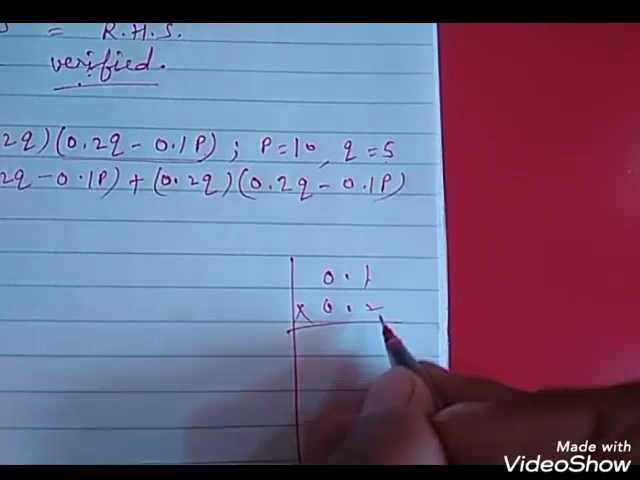 = R.H.S.
verified.
2q) (0.2q - 0.1P) ; P=10, q=5
2q - 0.1P) + (0.2q) (0.2q - 0.1P)
0.1
x 0.2
Made with
VideoShow